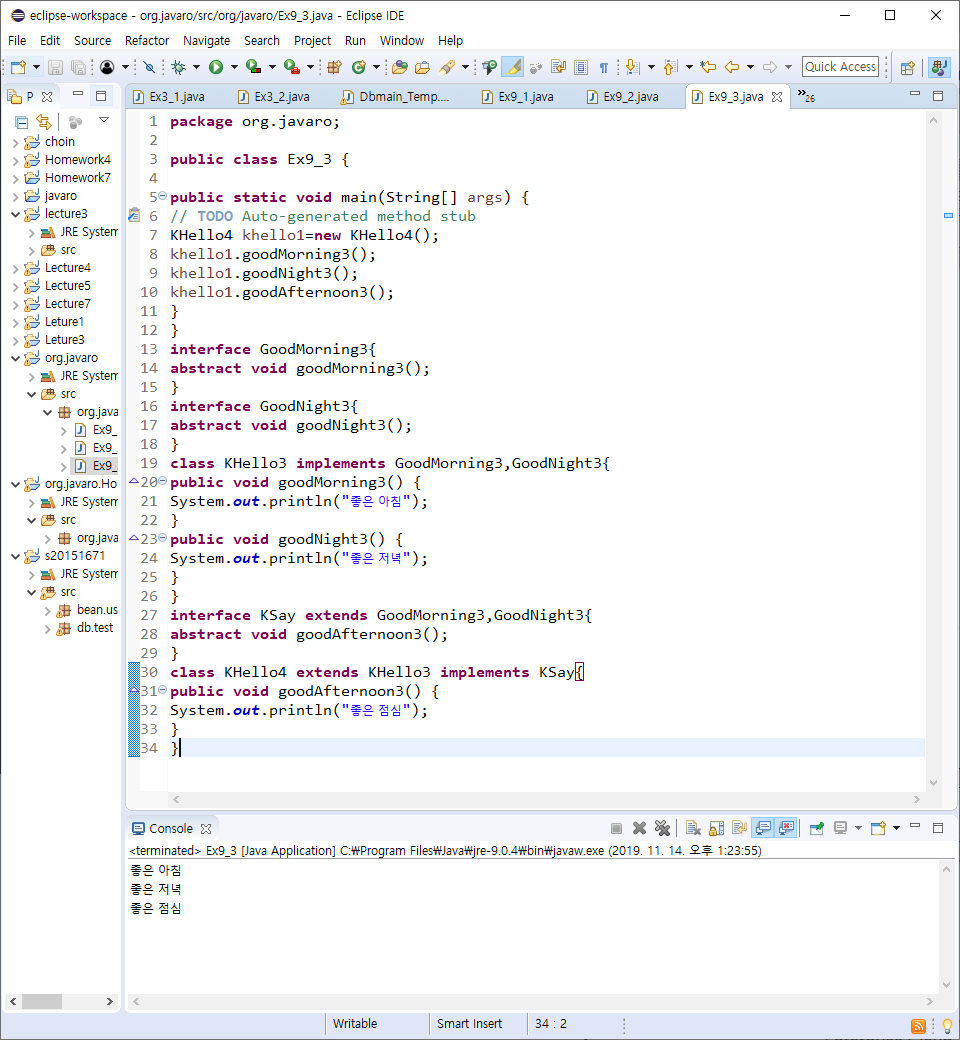 eclipse-workspace - org.javaro/src/org/javaro/Ex9_3.java - Eclipse IDE
File Edit Source Refactor Navigate Search Project Run Window Help
Quick Access
P
Ex3_1.java Ex3_2.java Dbmain_Temp.... Ex9_1.java Ex9_2.java Ex9_3.java »26
choin
Homework4
Homework7
javaro
lecture3
JRE System
src
Lecture4
Lecture5
Lecture7
Leture1
Leture3
org.javaro
JRE System
src
org.java
Ex9_
Ex9_
Ex9_
org.javaro.Ho
JRE System
src
org.java
s20151671
JRE System
src
bean.us
db.test
1 package org.javaro;
2
3 public class Ex9_3 {
4
5 public static void main(String[] args) {
6 // TODO Auto-generated method stub
7 KHello4 khello1=new KHello4();
8 khello1.goodMorning3();
9 khello1.goodNight3();
10 khello1.goodAfternoon3();
11 }
12 }
13 interface GoodMorning3{
14 abstract void goodMorning3();
15 }
16 interface GoodNight3{
17 abstract void goodNight3();
18 }
19 class KHello3 implements GoodMorning3,GoodNight3{
20 public void goodMorning3() {
21 System.out.println("좋은 아침");
22 }
23 public void goodNight3() {
24 System.out.println("좋은 저녁");
25 }
26 }
27 interface KSay extends GoodMorning3,GoodNight3{
28 abstract void goodAfternoon3();
29 }
30 class KHello4 extends KHello3 implements KSay{
31 public void goodAfternoon3() {
32 System.out.println("좋은 점심");
33 }
34 }
Console
<terminated> Ex9_3 [Java Application] C:₩Program Files₩Java₩jre-9.0.4₩bin₩javaw.exe (2019. 11. 14. 오후 1:23:55)
좋은 아침
좋은 저녁
좋은 점심
Writable Smart Insert 34 : 2